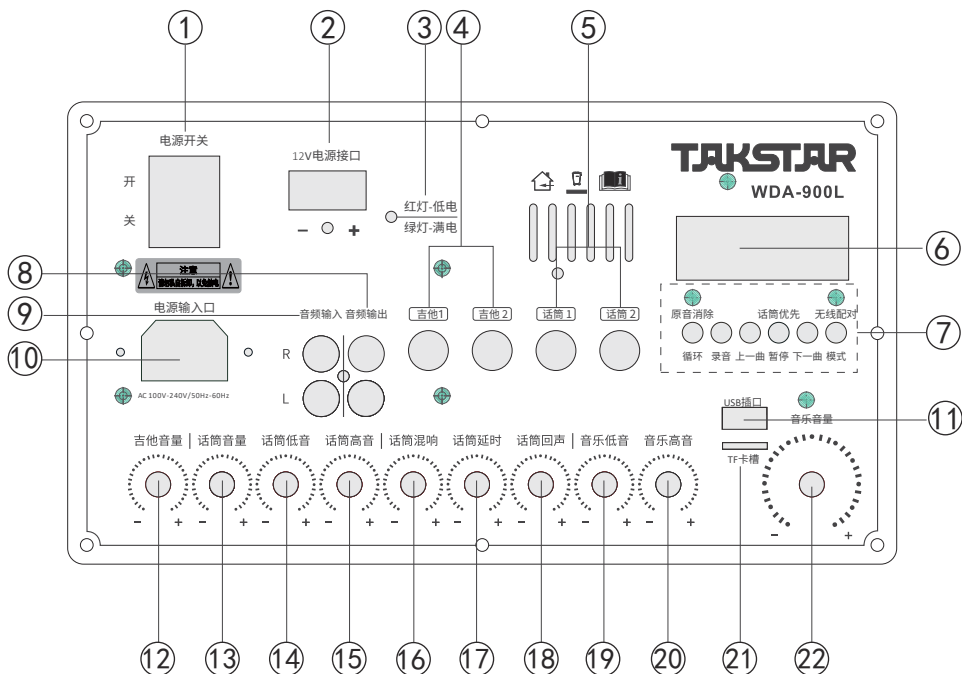 ① ② ③ ④ ⑤
电源开关
开
关
12V电源接口
− +
红灯-低电
绿灯-满电
TAKSTAR
WDA-900L
⑥
注意
⑧
⑨
⑩
电源输入口
AC 100V-240V/50Hz-60Hz
音频输入 音频输出
R
L
吉他1 吉他2 话筒1 话筒2
原音消除 话筒优先 无线配对
循环 录音 上一曲 暂停 下一曲 模式
⑦
USB插口
TF卡槽
音乐音量
⑪
吉他音量 话筒音量 话筒低音 话筒高音 话筒混响 话筒延时 话筒回声 音乐低音 音乐高音
− + − + − + − + − + − + − + − + − + − +
⑫ ⑬ ⑭ ⑮ ⑯ ⑰ ⑱ ⑲ ⑳ ㉑ ㉒